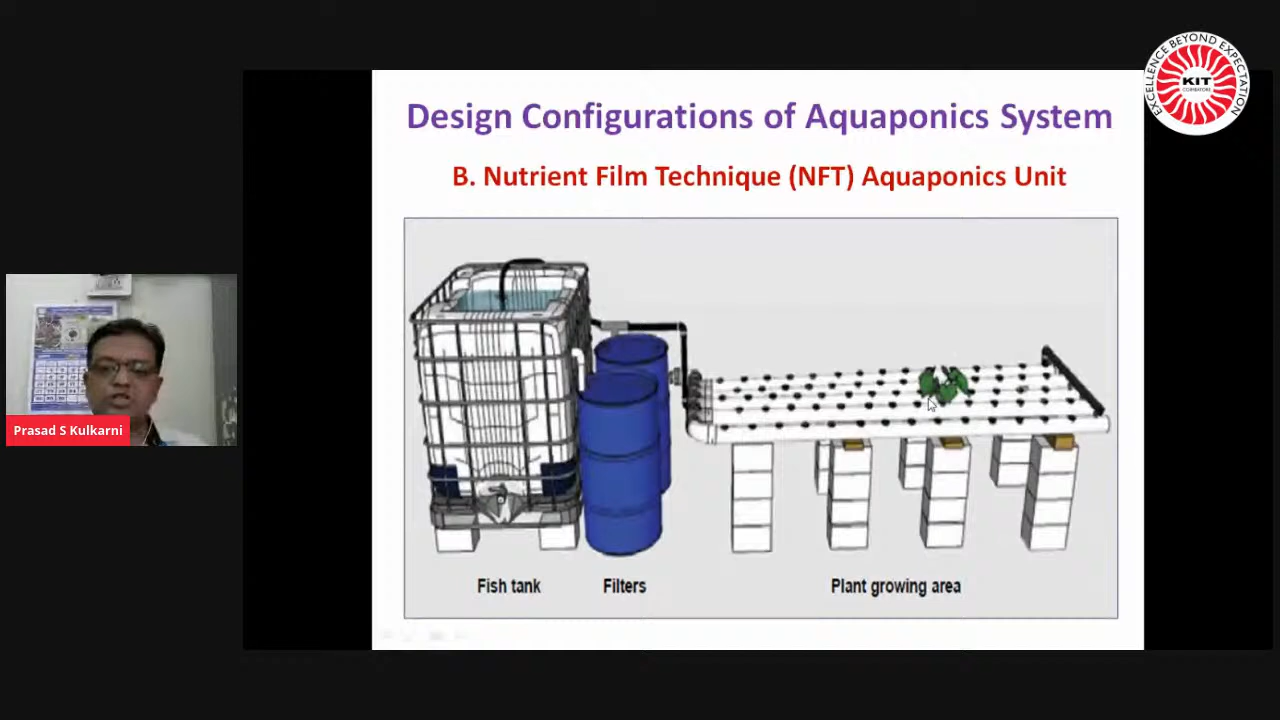 Design Configurations of Aquaponics System
B. Nutrient Film Technique (NFT) Aquaponics Unit
EXCELLENCE BEYOND EXPECTATION
KIT
COIMBATORE
Prasad S Kulkarni
Fish tank
Filters
Plant growing area